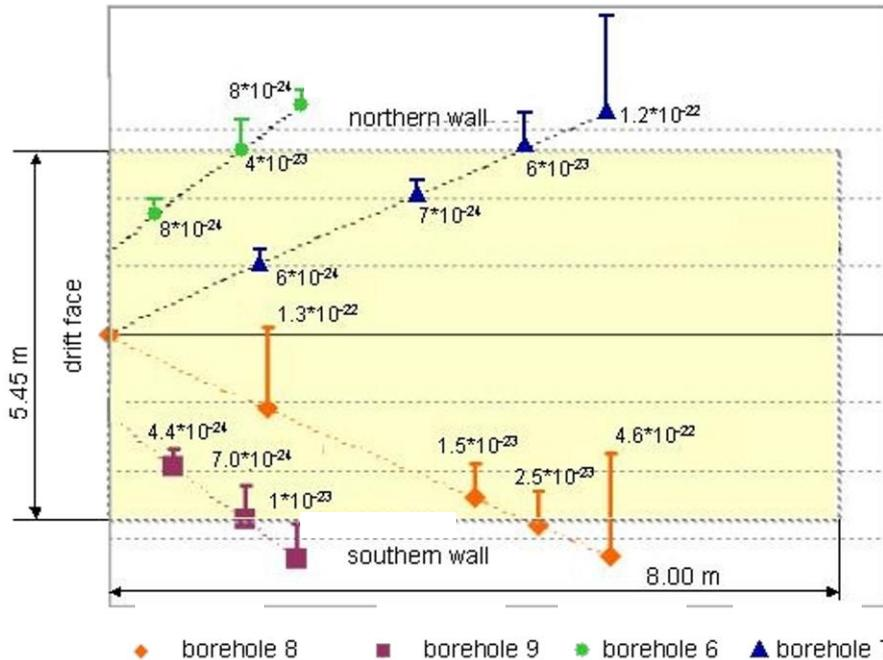 8*10-24
northern wall
1.2*10-22
4*10-23
6*10-23
8*10-24
7*10-24
6*10-24
1.3*10-22
drift face
5.45 m
4.4*10-24
1.5*10-23
4.6*10-22
7.0*10-24
2.5*10-23
1*10-23
southern wall
8.00 m
borehole 8 borehole 9 borehole 6 borehole 7